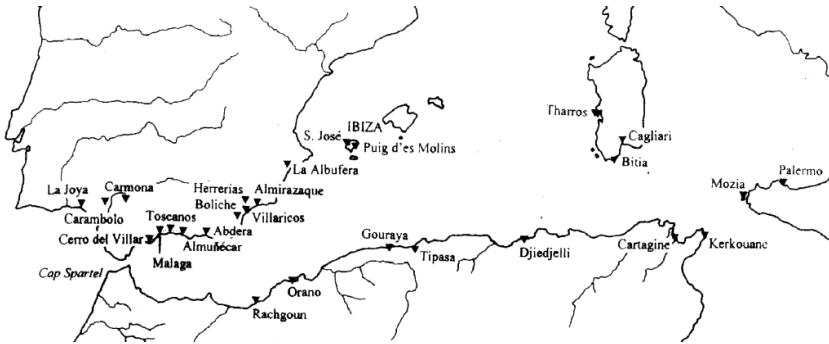 Tharros
IBIZA
S. José
Puig d'es Molins
Cagliari
Bitia
La Albufera
Palermo
Mozia
La Joya
Carmona
Herrerias
Almirazaque
Carambolo
Boliche
Villaricos
Toscanos
Abdera
Cerro del Villar
Almuñécar
Malaga
Gouraya
Tipasa
Djiedjelli
Cartagine
Kerkouane
Cap Spartel
Orano
Rachgoun